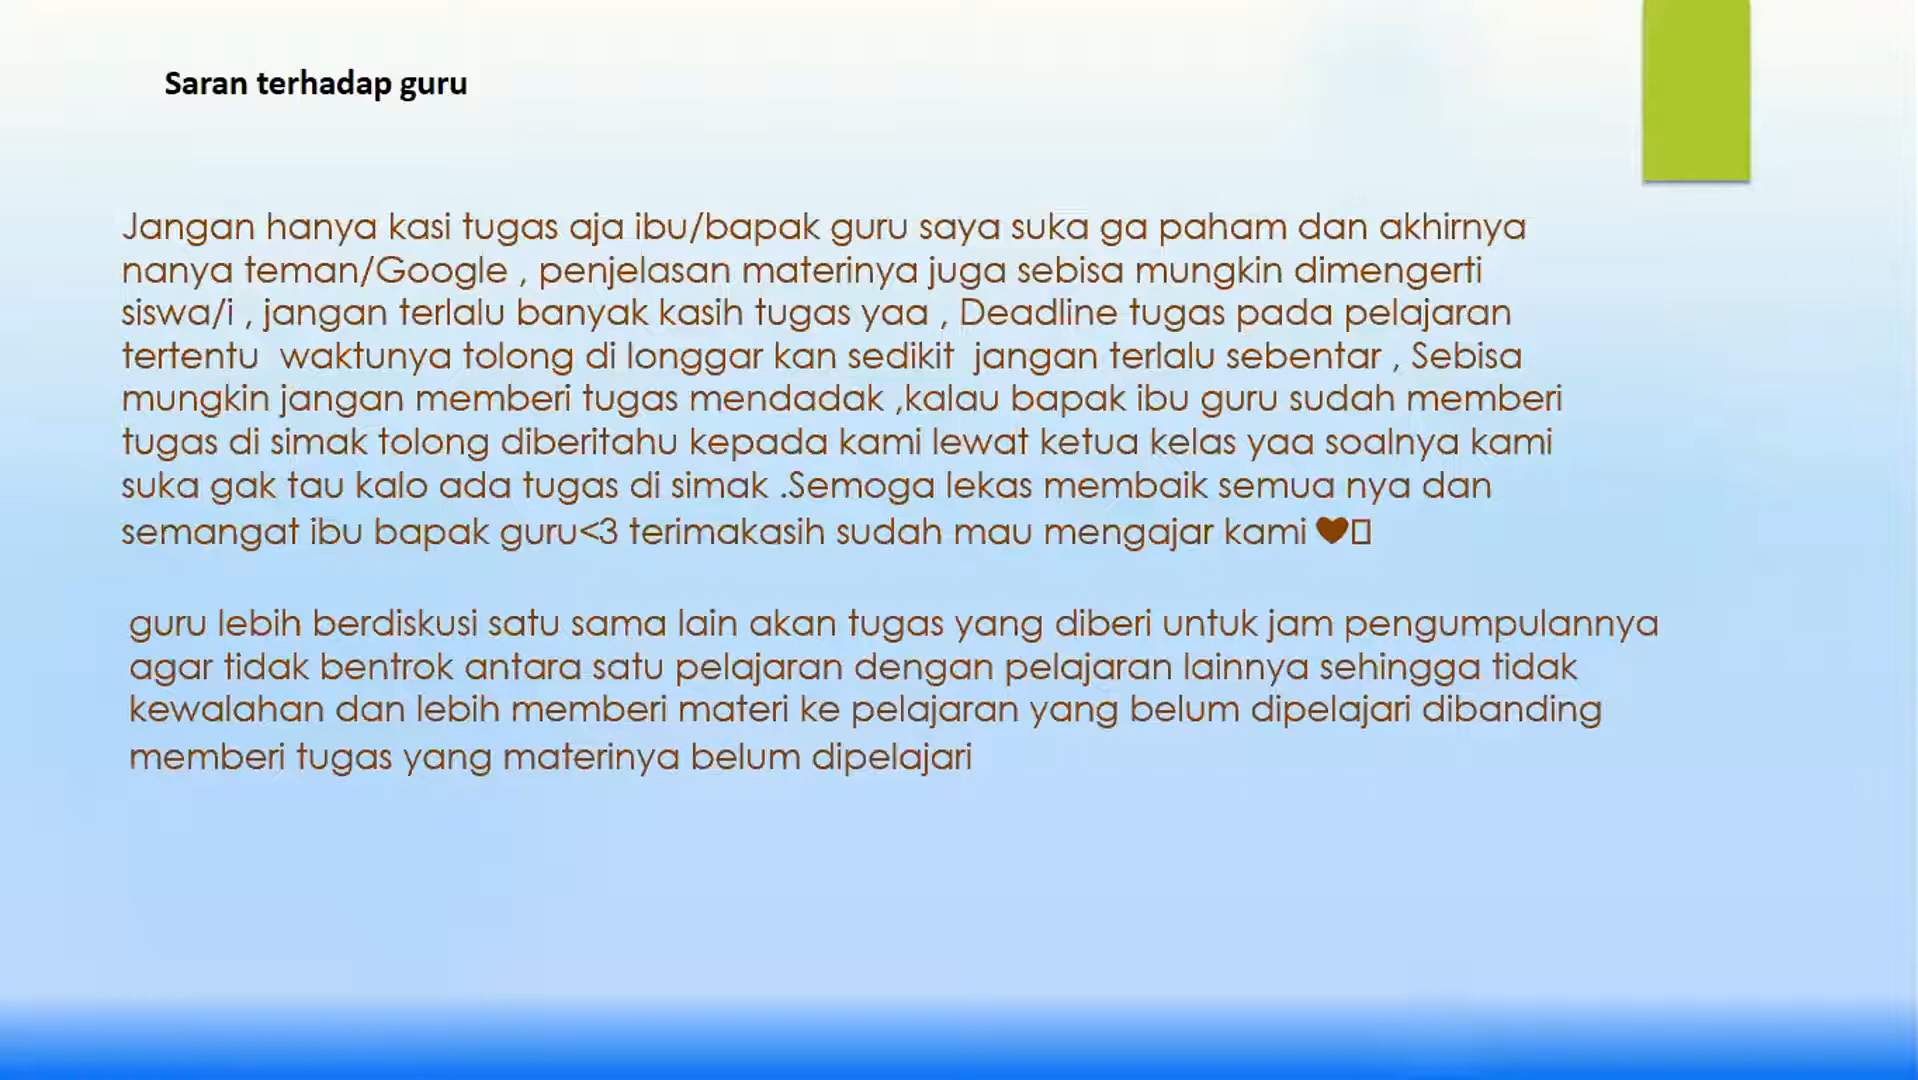 Saran terhadap guru
Jangan hanya kasi tugas aja ibu/bapak guru saya suka ga paham dan akhirnya
nanya teman/Google , penjelasan materinya juga sebisa mungkin dimengerti
siswa/i , jangan terlalu banyak kasih tugas yaa , Deadline tugas pada pelajaran
tertentu  waktunya tolong di longgar kan sedikit  jangan terlalu sebentar , Sebisa
mungkin jangan memberi tugas mendadak ,kalau bapak ibu guru sudah memberi
tugas di simak tolong diberitahu kepada kami lewat ketua kelas yaa soalnya kami
suka gak tau kalo ada tugas di simak .Semoga lekas membaik semua nya dan
semangat ibu bapak guru<3 terimakasih sudah mau mengajar kami ♥
guru lebih berdiskusi satu sama lain akan tugas yang diberi untuk jam pengumpulannya
agar tidak bentrok antara satu pelajaran dengan pelajaran lainnya sehingga tidak
kewalahan dan lebih memberi materi ke pelajaran yang belum dipelajari dibanding
memberi tugas yang materinya belum dipelajari